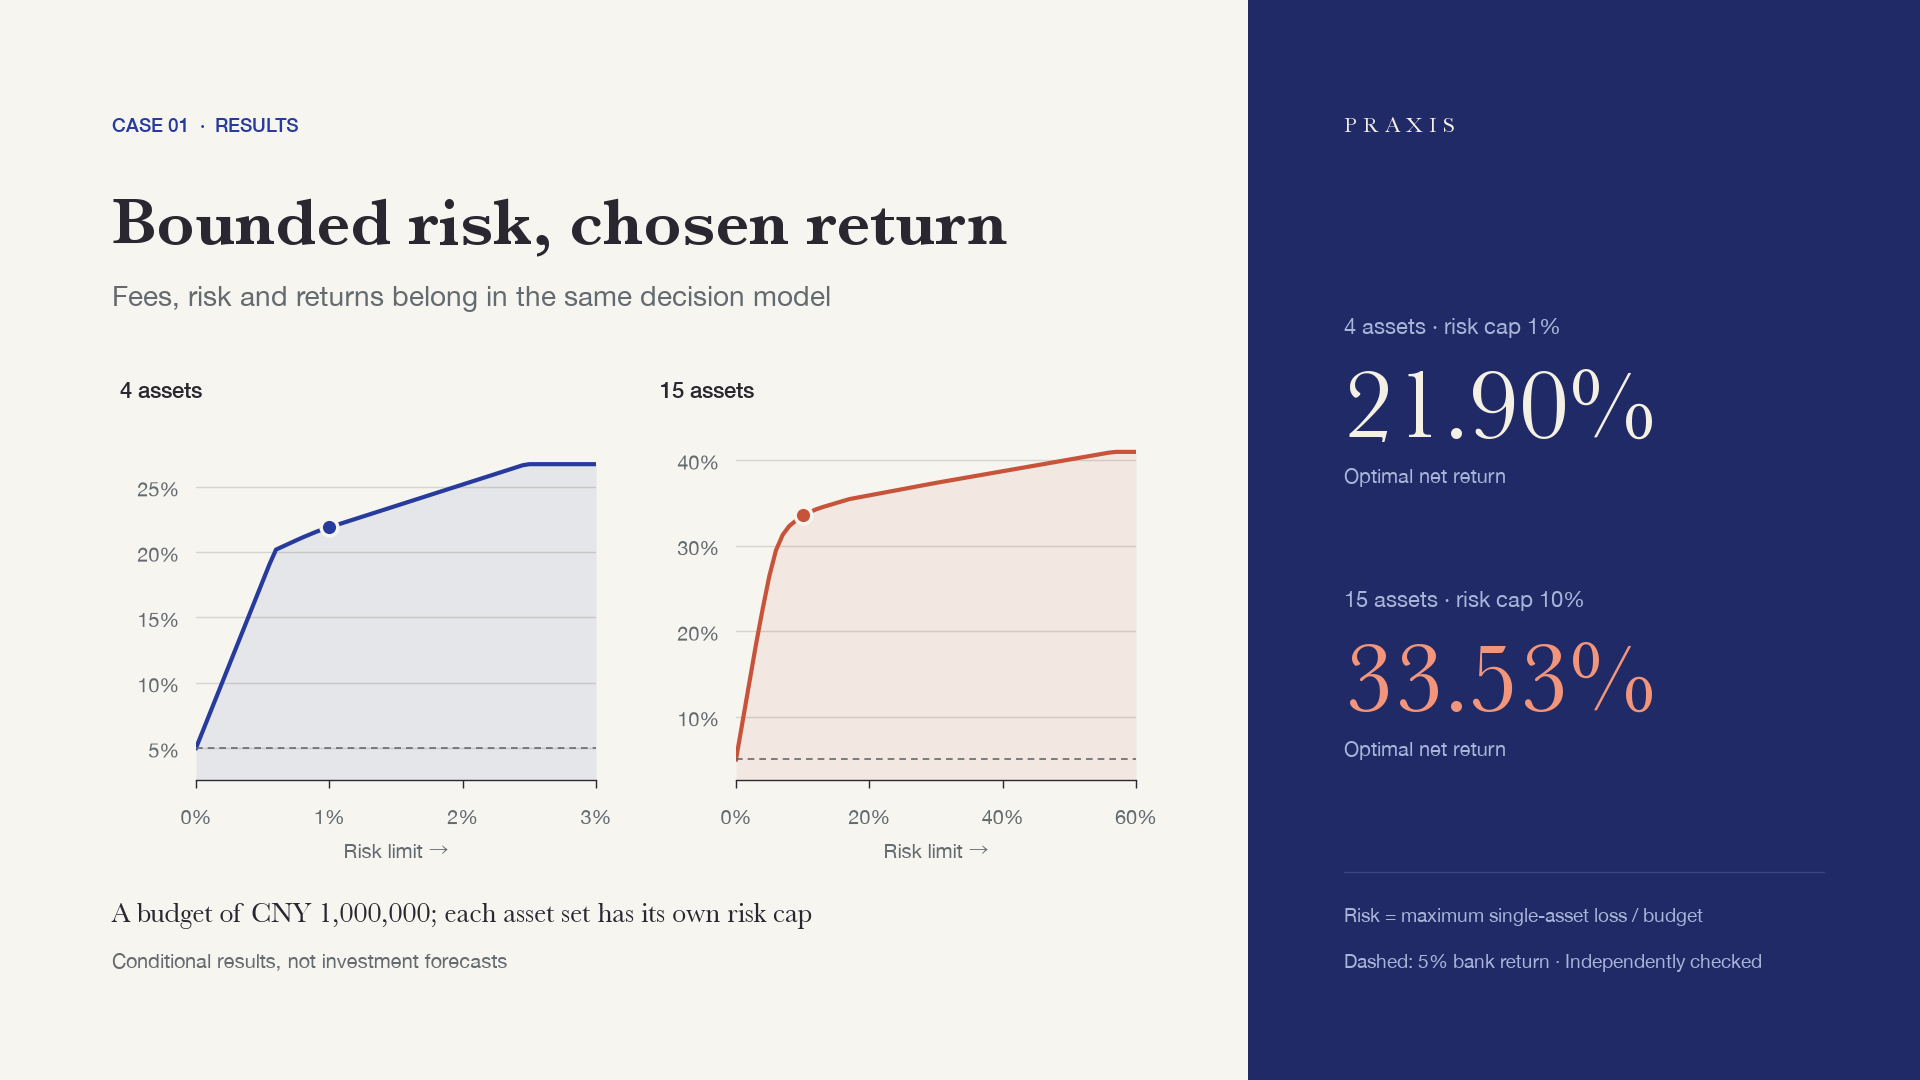 CASE 01 · RESULTS
Bounded risk, chosen return
Fees, risk and returns belong in the same decision model
4 assets
25%
20%
15%
10%
5%
0% 1% 2% 3%
Risk limit →
15 assets
40%
30%
20%
10%
0% 20% 40% 60%
Risk limit →
A budget of CNY 1,000,000; each asset set has its own risk cap
Conditional results, not investment forecasts
PRAXIS
4 assets · risk cap 1%
21.90%
Optimal net return
15 assets · risk cap 10%
33.53%
Optimal net return
Risk = maximum single-asset loss / budget
Dashed: 5% bank return · Independently checked